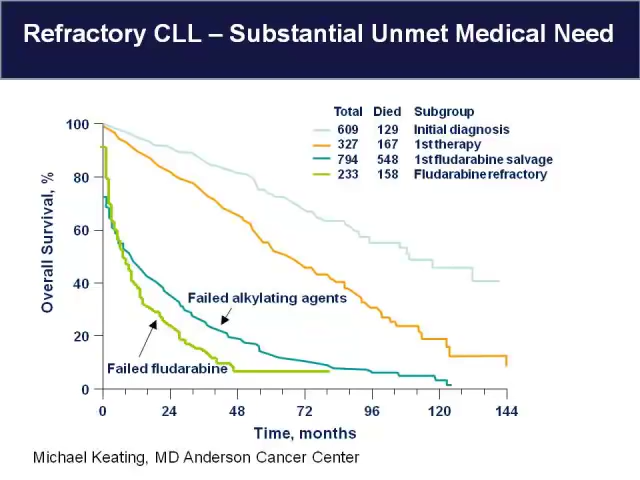 Refractory CLL – Substantial Unmet Medical Need
Total Died Subgroup
609 129 Initial diagnosis
327 167 1st therapy
794 548 1st fludarabine salvage
233 158 Fludarabine refractory
Overall Survival, %
100
80
60
40
20
0
Failed alkylating agents
Failed fludarabine
0 24 48 72 96 120 144
Time, months
Michael Keating, MD Anderson Cancer Center